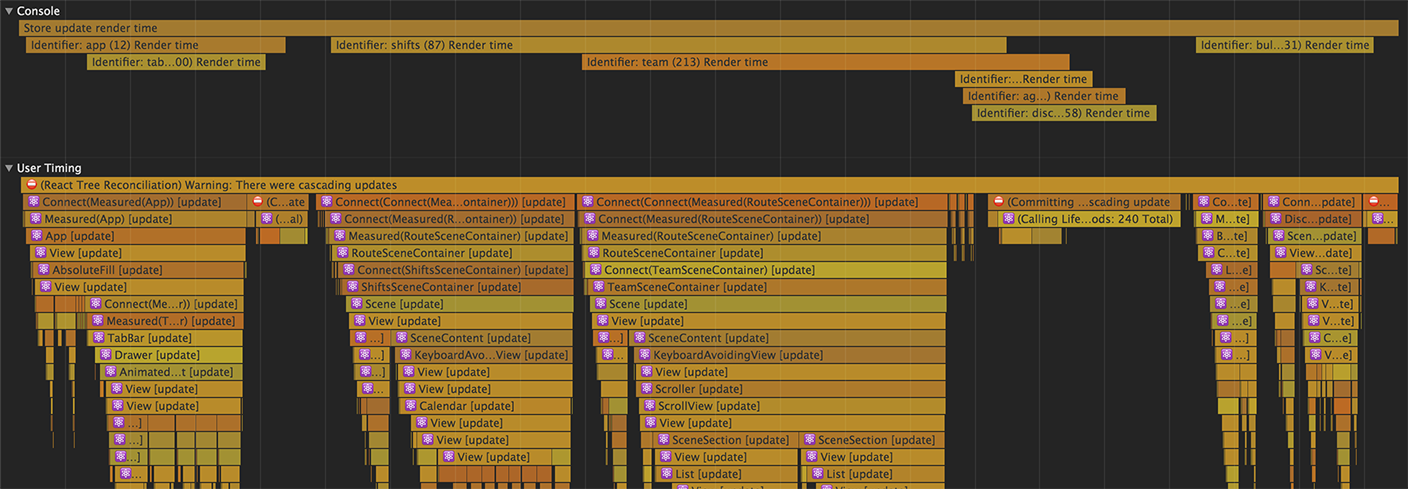 Console
Store update render time
Identifier: app (12) Render time
Identifier: shifts (87) Render time
Identifier: bul...31) Render time
Identifier: tab...00) Render time
Identifier: team (213) Render time
Identifier:...Render time
Identifier: ag...) Render time
Identifier: disc...58) Render time
User Timing
(React Tree Reconciliation) Warning: There were cascading updates
Connect(Measured(App)) [update] (C...ate Connect(Connect(Mea...ontainer))) [update] Connect(Connect(Measured(RouteSceneContainer))) [update] (Committing ...scading update Co...te] Conn...pdate] ...
Measured(App) [update] (...al) Connect(Measured(R...ontainer)) [update] Connect(Measured(RouteSceneContainer)) [update] (Calling Life...ods: 240 Total) M...te] Disc...pdate] ...
App [update] Measured(RouteSceneContainer) [update] Measured(RouteSceneContainer) [update] B...te] Scen...pdate]
View [update] RouteSceneContainer [update] RouteSceneContainer [update] C...te] View...date]
AbsoluteFill [update] Connect(ShiftsSceneContainer) [update] Connect(TeamSceneContainer) [update] L...e] Sc...te]
View [update] ShiftsSceneContainer [update] TeamSceneContainer [update] ...e] K...te]
Connect(Me...r)) [update] Scene [update] Scene [update] ...e] V...te]
Measured(T...r) [update] View [update] View [update] ...e] V...te]
TabBar [update] ...] SceneContent [update] ...] SceneContent [update] ...] C...e]
Drawer [update] ...] KeyboardAvo...View [update] ...] KeyboardAvoidingView [update] ...] V...e]
Animated...t [update] ...] View [update] View [update]
View [update] ... View [update] Scroller [update]
View [update] Calendar [update] ScrollView [update]
...] View [update] View [update]
...] View [update] SceneSection [update] SceneSection [update]
...] View [update] View [update] View [update]
... List [update] List [update]